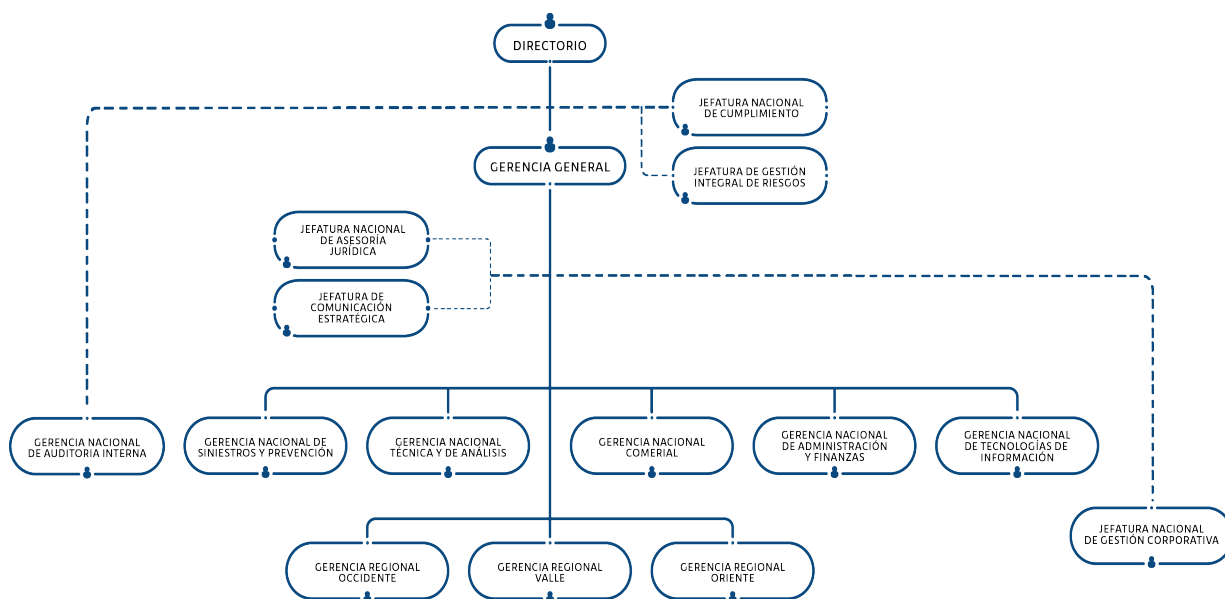 DIRECTORIO
JEFATURA NACIONAL
DE CUMPLIMIENTO
GERENCIA GENERAL
JEFATURA DE GESTIÓN
INTEGRAL DE RIESGOS
JEFATURA NACIONAL
DE ASESORÍA
JURÍDICA
JEFATURA DE
COMUNICACIÓN
ESTRATÉGICA
GERENCIA NACIONAL
DE AUDITORIA INTERNA
GERENCIA NACIONAL DE
SINIESTROS Y PREVENCIÓN
GERENCIA NACIONAL
TÉCNICA Y DE ANÁLISIS
GERENCIA NACIONAL
COMERIAL
GERENCIA NACIONAL
DE ADMINISTRACIÓN
Y FINANZAS
GERENCIA NACIONAL
DE TECNOLOGÍAS DE
INFORMACIÓN
JEFATURA NACIONAL
DE GESTIÓN CORPORATIVA
GERENCIA REGIONAL
OCCIDENTE
GERENCIA REGIONAL
VALLE
GERENCIA REGIONAL
ORIENTE